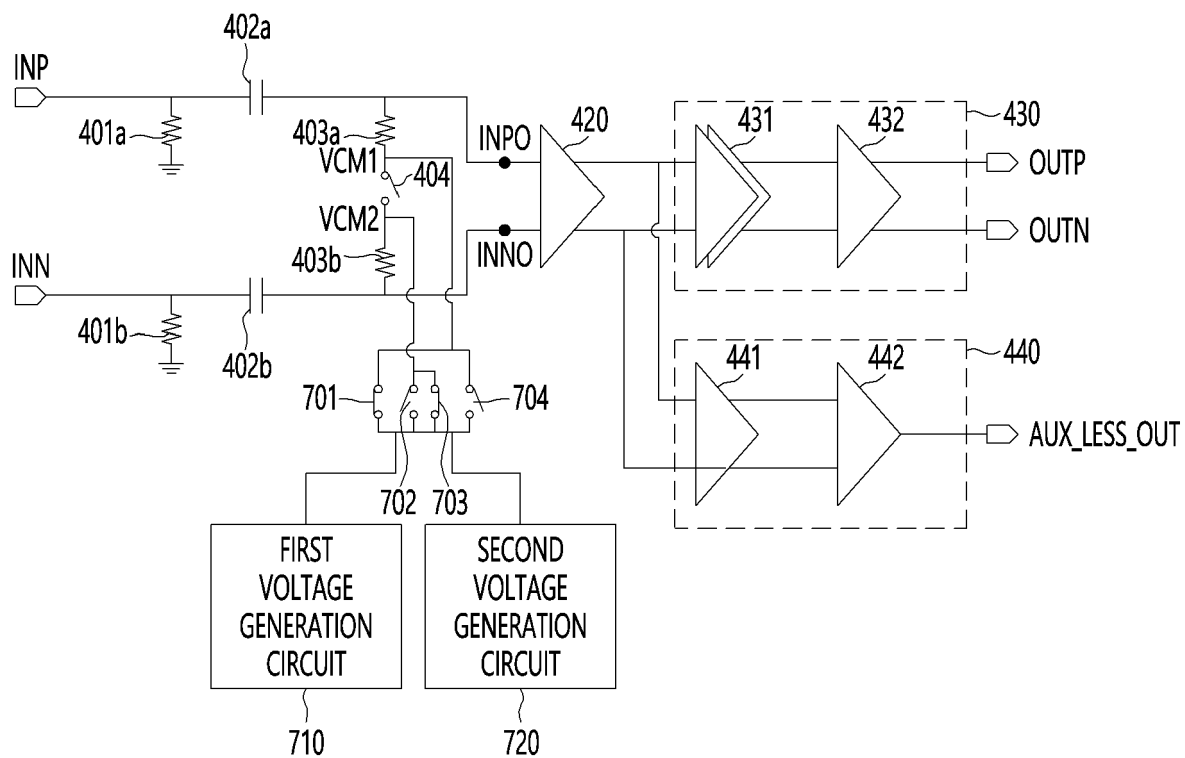 402a
INP
401a
403a
VCM1
404
VCM2
403b
INN
401b
402b
INPO
INNO
420
431
432
430
OUTP
OUTN
441
442
440
AUX_LESS_OUT
701
702
703
704
FIRST
VOLTAGE
GENERATION
CIRCUIT
710
SECOND
VOLTAGE
GENERATION
CIRCUIT
720